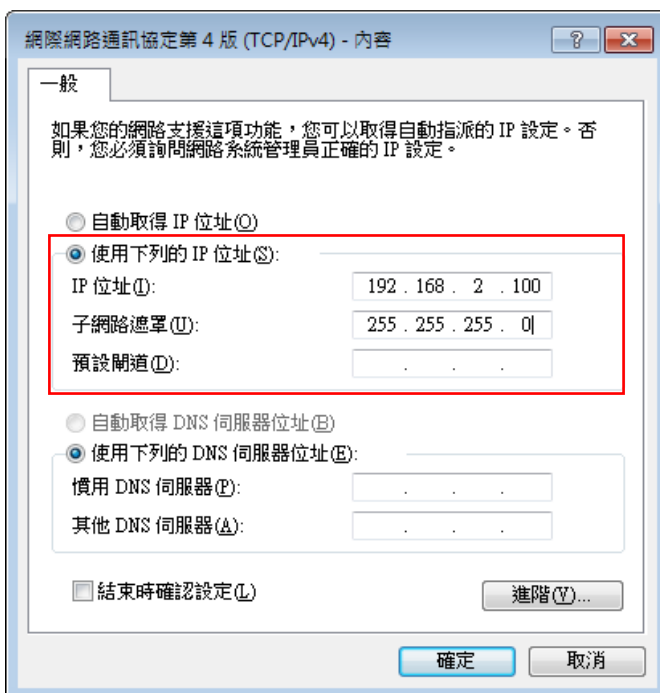 網際網路通訊協定第 4 版 (TCP/IPv4) - 內容
一般
如果您的網路支援這項功能，您可以取得自動指派的 IP 設定。否
則，您必須詢問網路系統管理員正確的 IP 設定。
自動取得 IP 位址(O)
使用下列的 IP 位址(S):
IP 位址(I): 192 . 168 . 2 . 100
子網路遮罩(U): 255 . 255 . 255 . 0
預設閘道(D): . . .
自動取得 DNS 伺服器位址(B)
使用下列的 DNS 伺服器位址(E):
慣用 DNS 伺服器(P): . . .
其他 DNS 伺服器(A): . . .
結束時確認設定(L)
進階(V)...
確定 取消